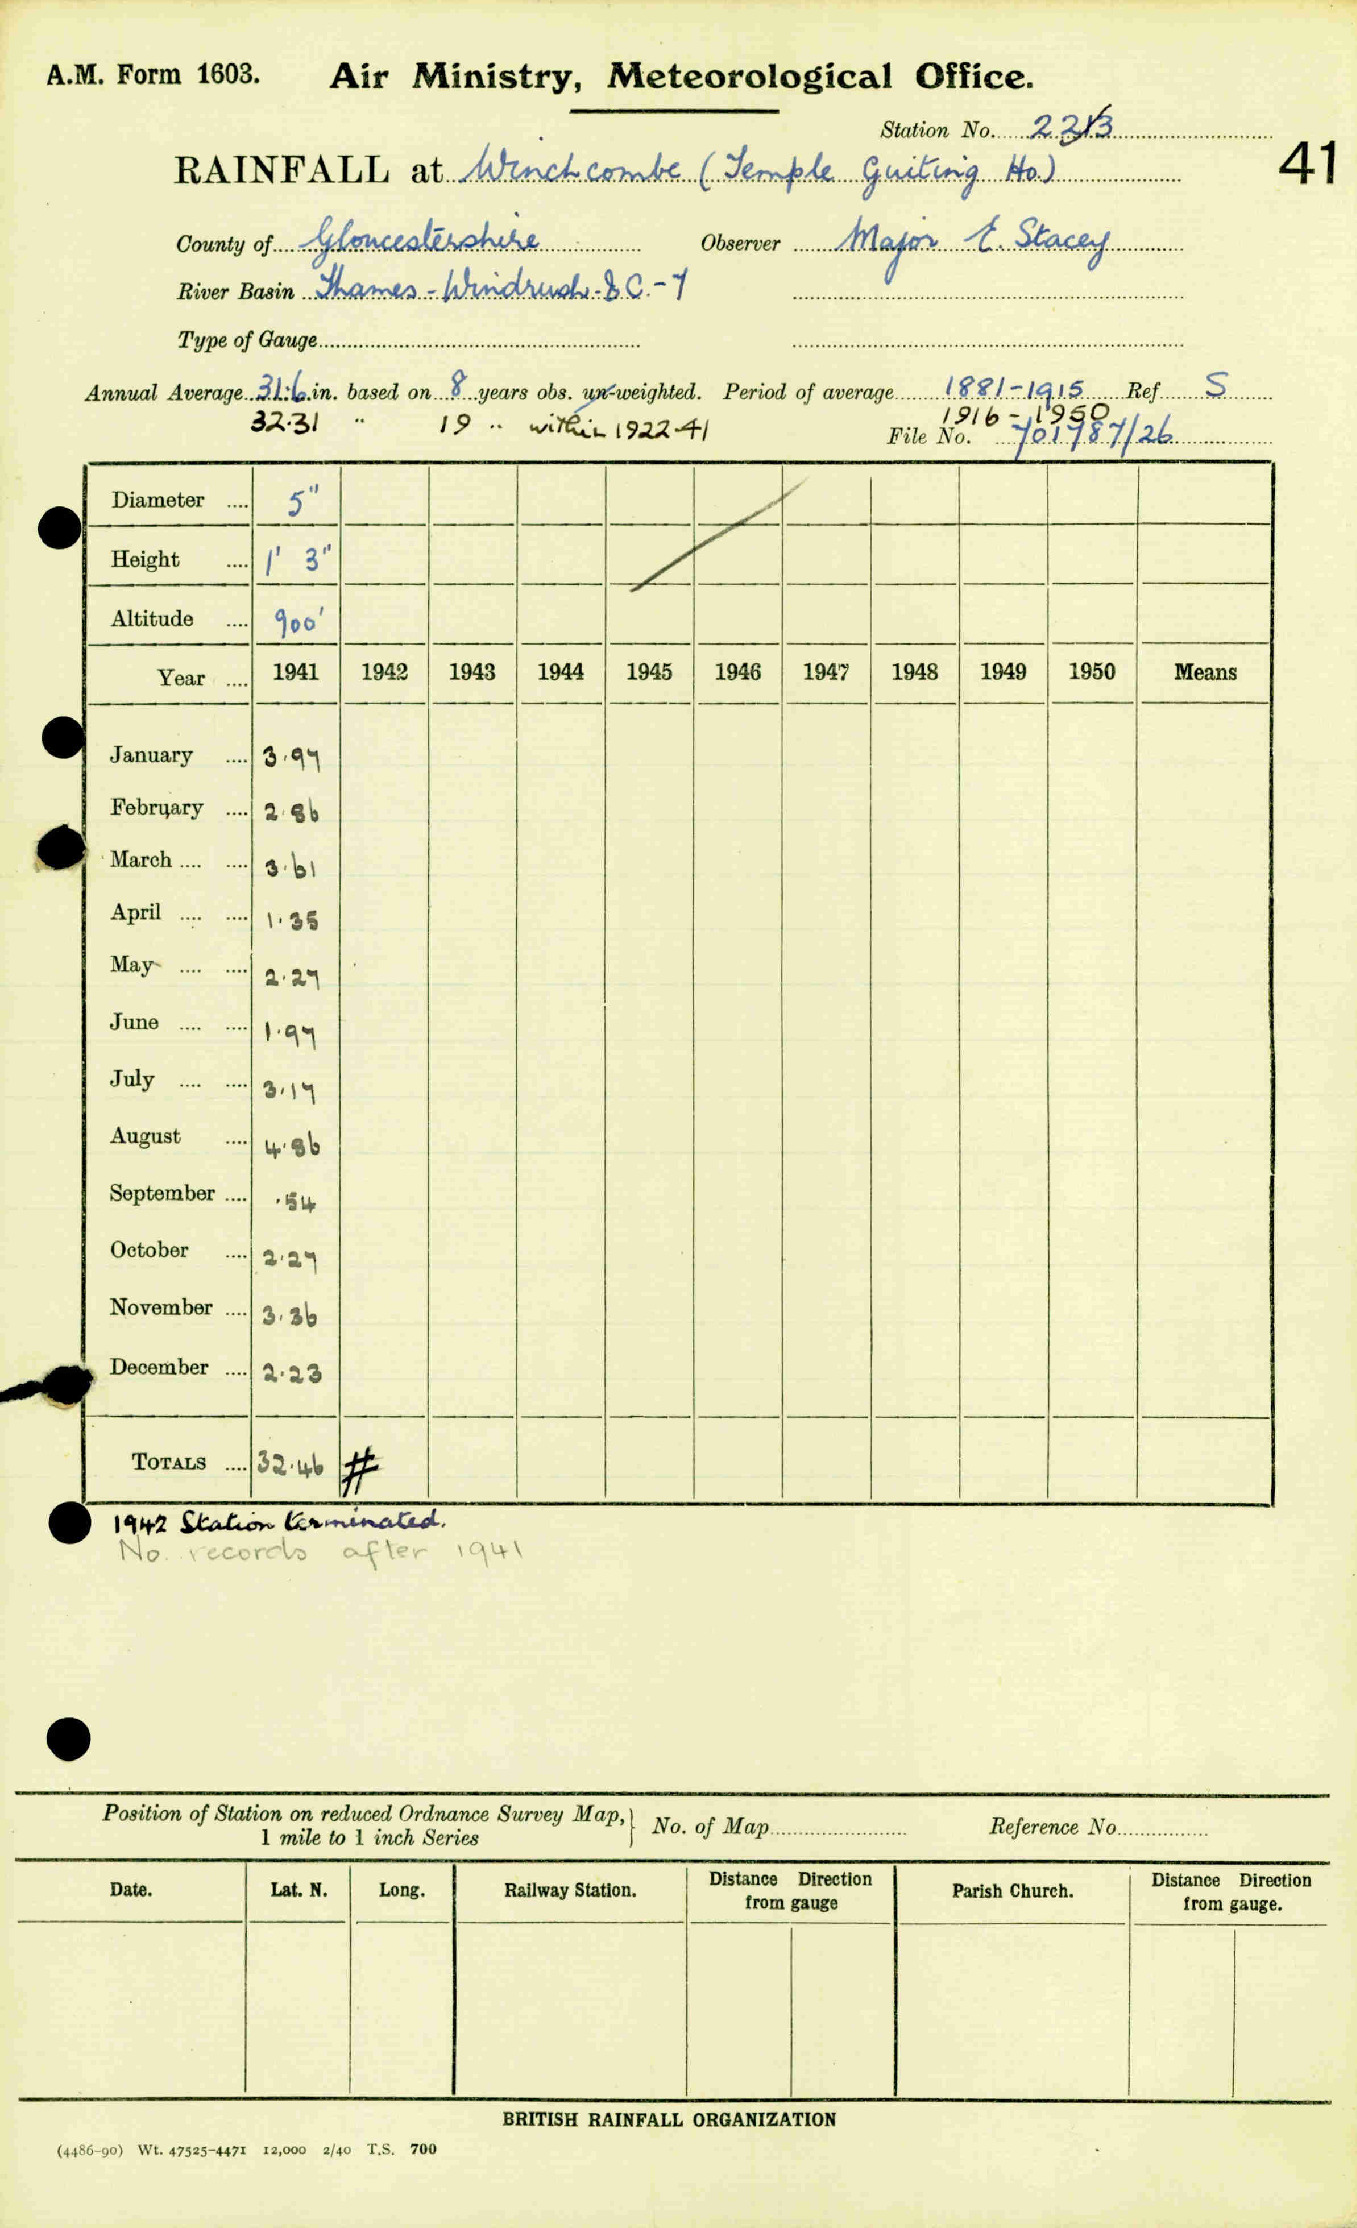 A.M. Form 1603. Air Ministry, Meteorological Office.
Station No. 2213
41
RAINFALL at Winchcombe (Temple Guiting Ho)
County of Gloucestershire Observer Major E. Stacey
River Basin Thames - Windrush - & C. - 7
Type of Gauge
Annual Average 31.6 in. based on 8 years obs. un-weighted. Period of average 1881-1915 Ref. S
32.31 " 19 " within 1922-41 1916 - 1950
File No. 701787/26
Diameter .... 5"
Height .... 1' 3"
Altitude .... 900'
Year .... 1941 1942 1943 1944 1945 1946 1947 1948 1949 1950 Means
January .... 3.97
February .... 2.86
March .... .... 3.61
April .... .... 1.35
May .... .... 2.27
June .... .... 1.97
July .... .... 3.17
August .... 4.86
September .... .54
October .... 2.27
November .... 3.36
December .... 2.23
TOTALS .... 32.46 #
1942 Station terminated.
No records after 1941
Position of Station on reduced Ordnance Survey Map, 1 mile to 1 inch Series } No. of Map Reference No.
Date. Lat. N. Long. Railway Station. Distance Direction from gauge Parish Church. Distance Direction from gauge.
BRITISH RAINFALL ORGANIZATION
(4486-90) Wt. 47525-4471 12,000 2/40 T.S. 700